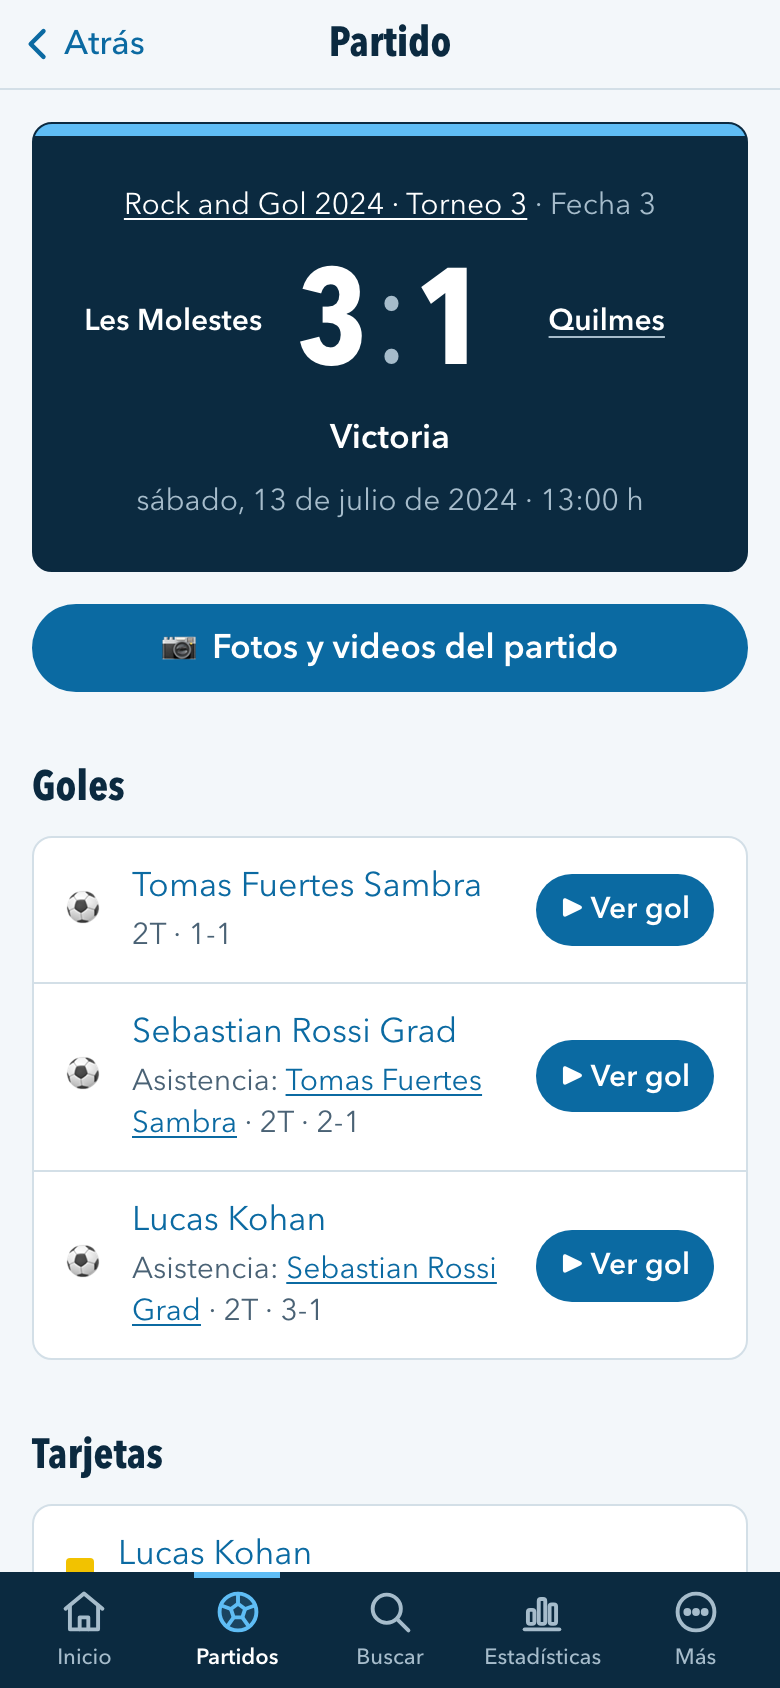 Atrás
Partido
Rock and Gol 2024 · Torneo 3 · Fecha 3
Les Molestes 3:1 Quilmes
Victoria
sábado, 13 de julio de 2024 · 13:00 h
Fotos y videos del partido
Goles
Tomas Fuertes Sambra
2T · 1-1
Ver gol
Sebastian Rossi Grad
Asistencia: Tomas Fuertes
Sambra · 2T · 2-1
Ver gol
Lucas Kohan
Asistencia: Sebastian Rossi
Grad · 2T · 3-1
Ver gol
Tarjetas
Lucas Kohan
Inicio
Partidos
Buscar
Estadísticas
Más